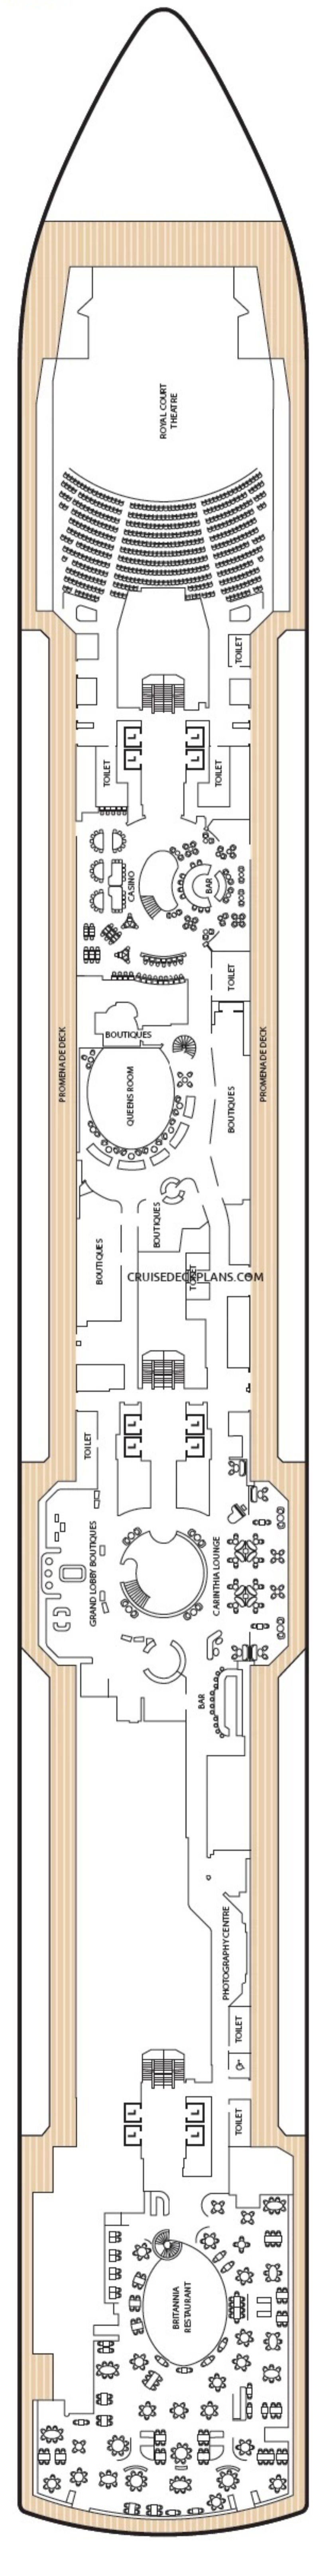 ROYAL COURT
THEATRE
TOILET
L
L
L
L
TOILET
TOILET
CASINO
BAR
TOILET
BOUTIQUES
PROMENADE DECK
QUEENS ROOM
BOUTIQUES
PROMENADE DECK
BOUTIQUES
BOUTIQUES
TOILET
CRUISEDECKPLANS.COM
L
L
L
L
TOILET
GRAND LOBBY BOUTIQUES
CARINTHIA LOUNGE
BAR
PHOTOGRAPHY CENTRE
TOILET
L
L
L
L
TOILET
BRITANNIA
RESTAURANT